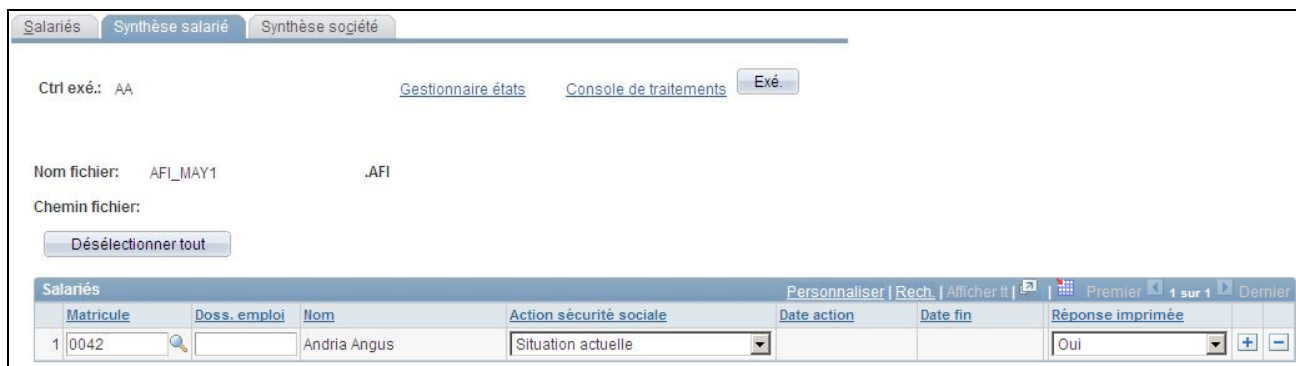 Salariés Synthèse salarié Synthèse société
Ctrl exé.: AA Gestionnaire états Console de traitements Exé.
Nom fichier: AFI_MAY1 .AFI
Chemin fichier:
Désélectionner tout
Salariés Personnaliser | Rech. | Afficher tt | | Premier 1 sur 1 Dernier
Matricule Doss. emploi Nom Action sécurité sociale Date action Date fin Réponse imprimée
1 0042 Andria Angus Situation actuelle Oui